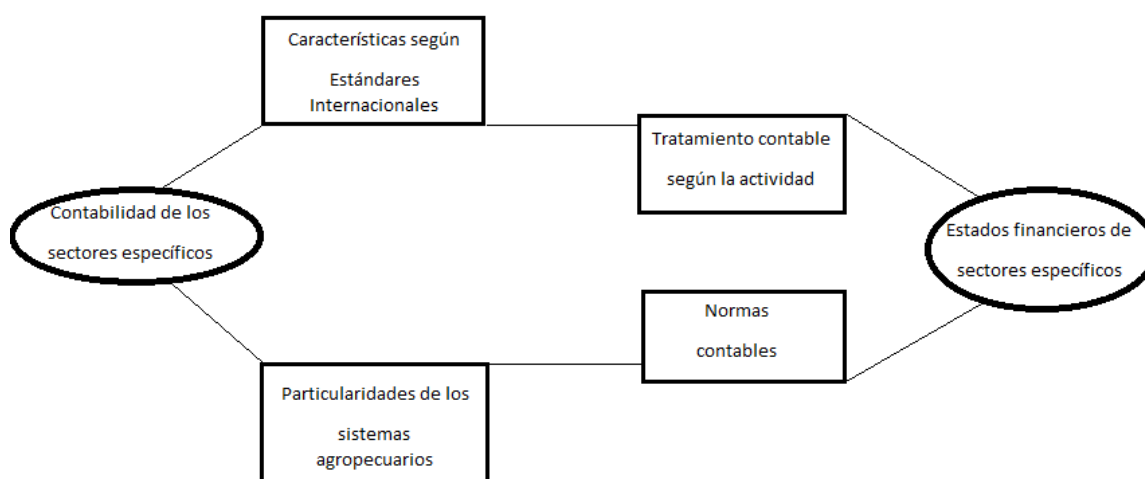 Características según
Estándares
Internacionales
Tratamiento contable
según la actividad
Contabilidad de los
sectores específicos
Estados financieros de
sectores específicos
Normas
contables
Particularidades de los
sistemas
agropecuarios